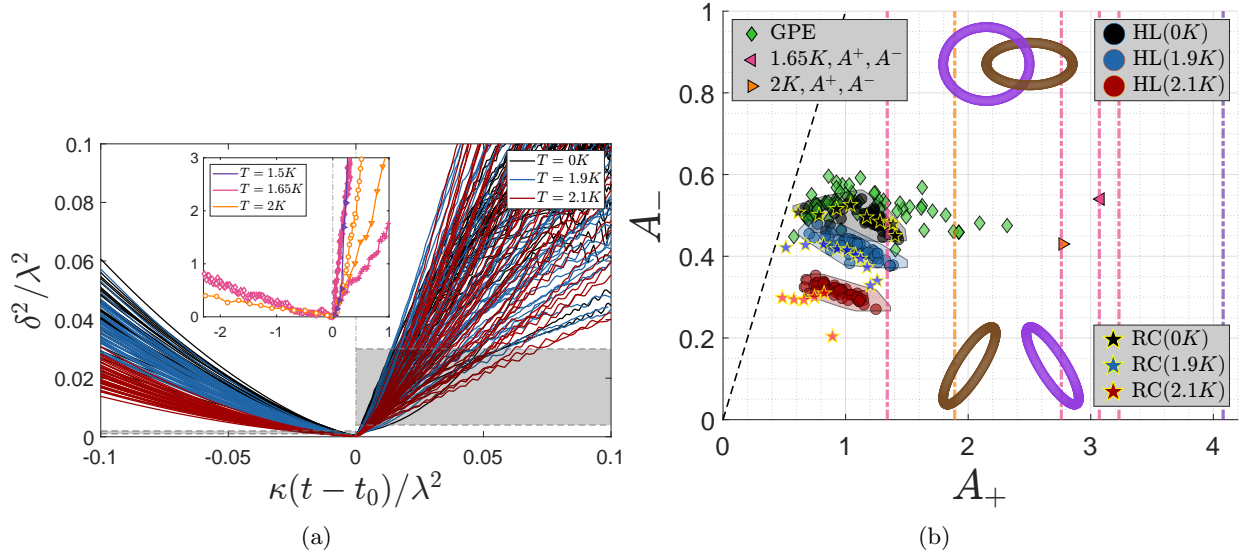 0.1
0.08
0.06
0.04
0.02
0
δ²/λ²
-0.1
-0.05
0
0.05
0.1
κ(t − t₀)/λ²
3
2
1
0
-2
-1
0
1
T = 1.5K
T = 1.65K
T = 2K
T = 0K
T = 1.9K
T = 2.1K
(a)
1
0.8
0.6
0.4
0.2
0
A₋
0
1
2
3
4
A₊
GPE
1.65K, A⁺, A⁻
2K, A⁺, A⁻
HL(0K)
HL(1.9K)
HL(2.1K)
RC(0K)
RC(1.9K)
RC(2.1K)
(b)